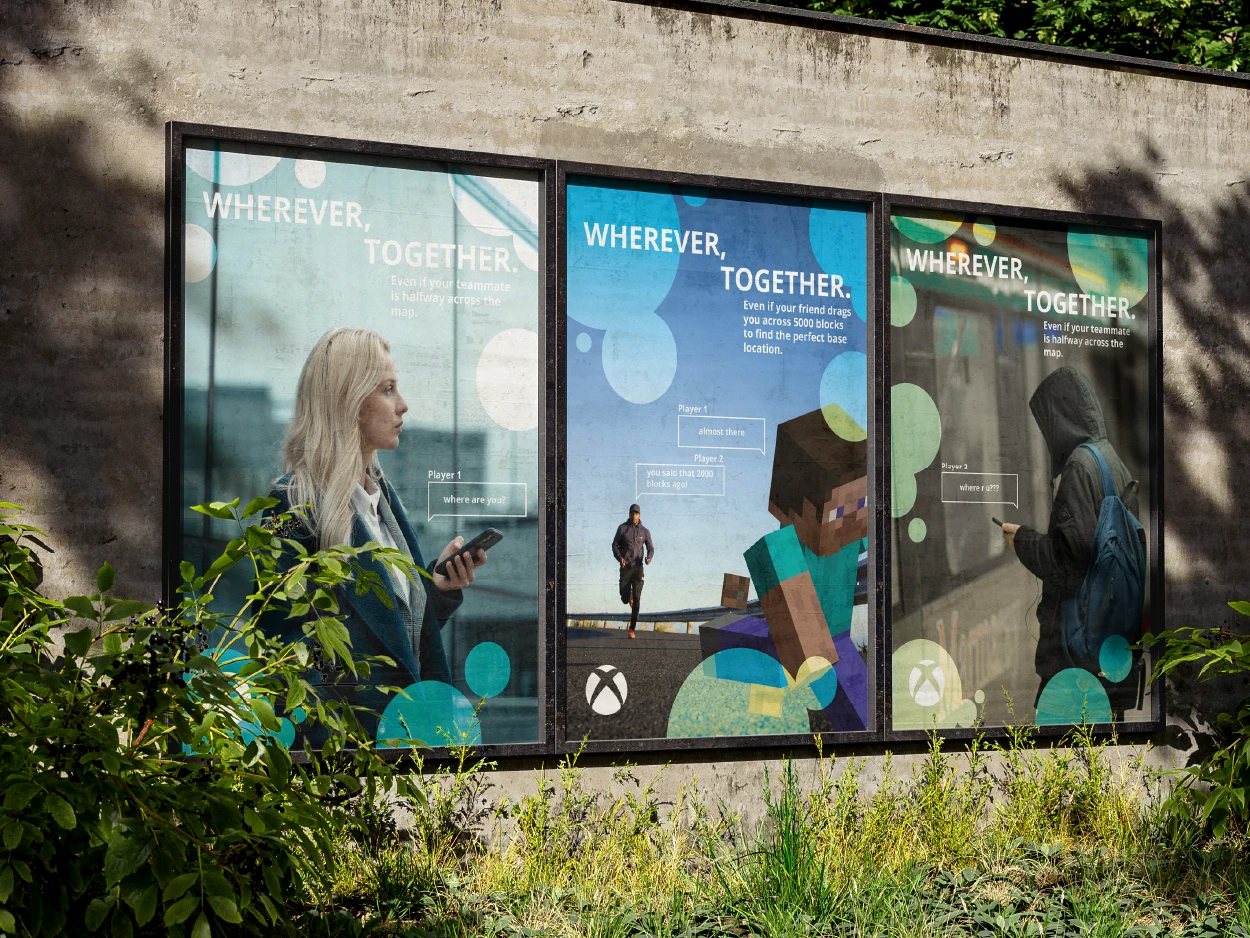 WHEREVER,
TOGETHER.
Even if your teammate
is halfway across the
map.
Player 1
where are you?
WHEREVER,
TOGETHER.
Even if your friend drags
you across 5000 blocks
to find the perfect base
location.
Player 1
almost there
Player 2
you said that 2000
blocks ago!
WHEREVER,
TOGETHER.
Even if your teammate
is halfway across the
map.
Player 2
where r u???